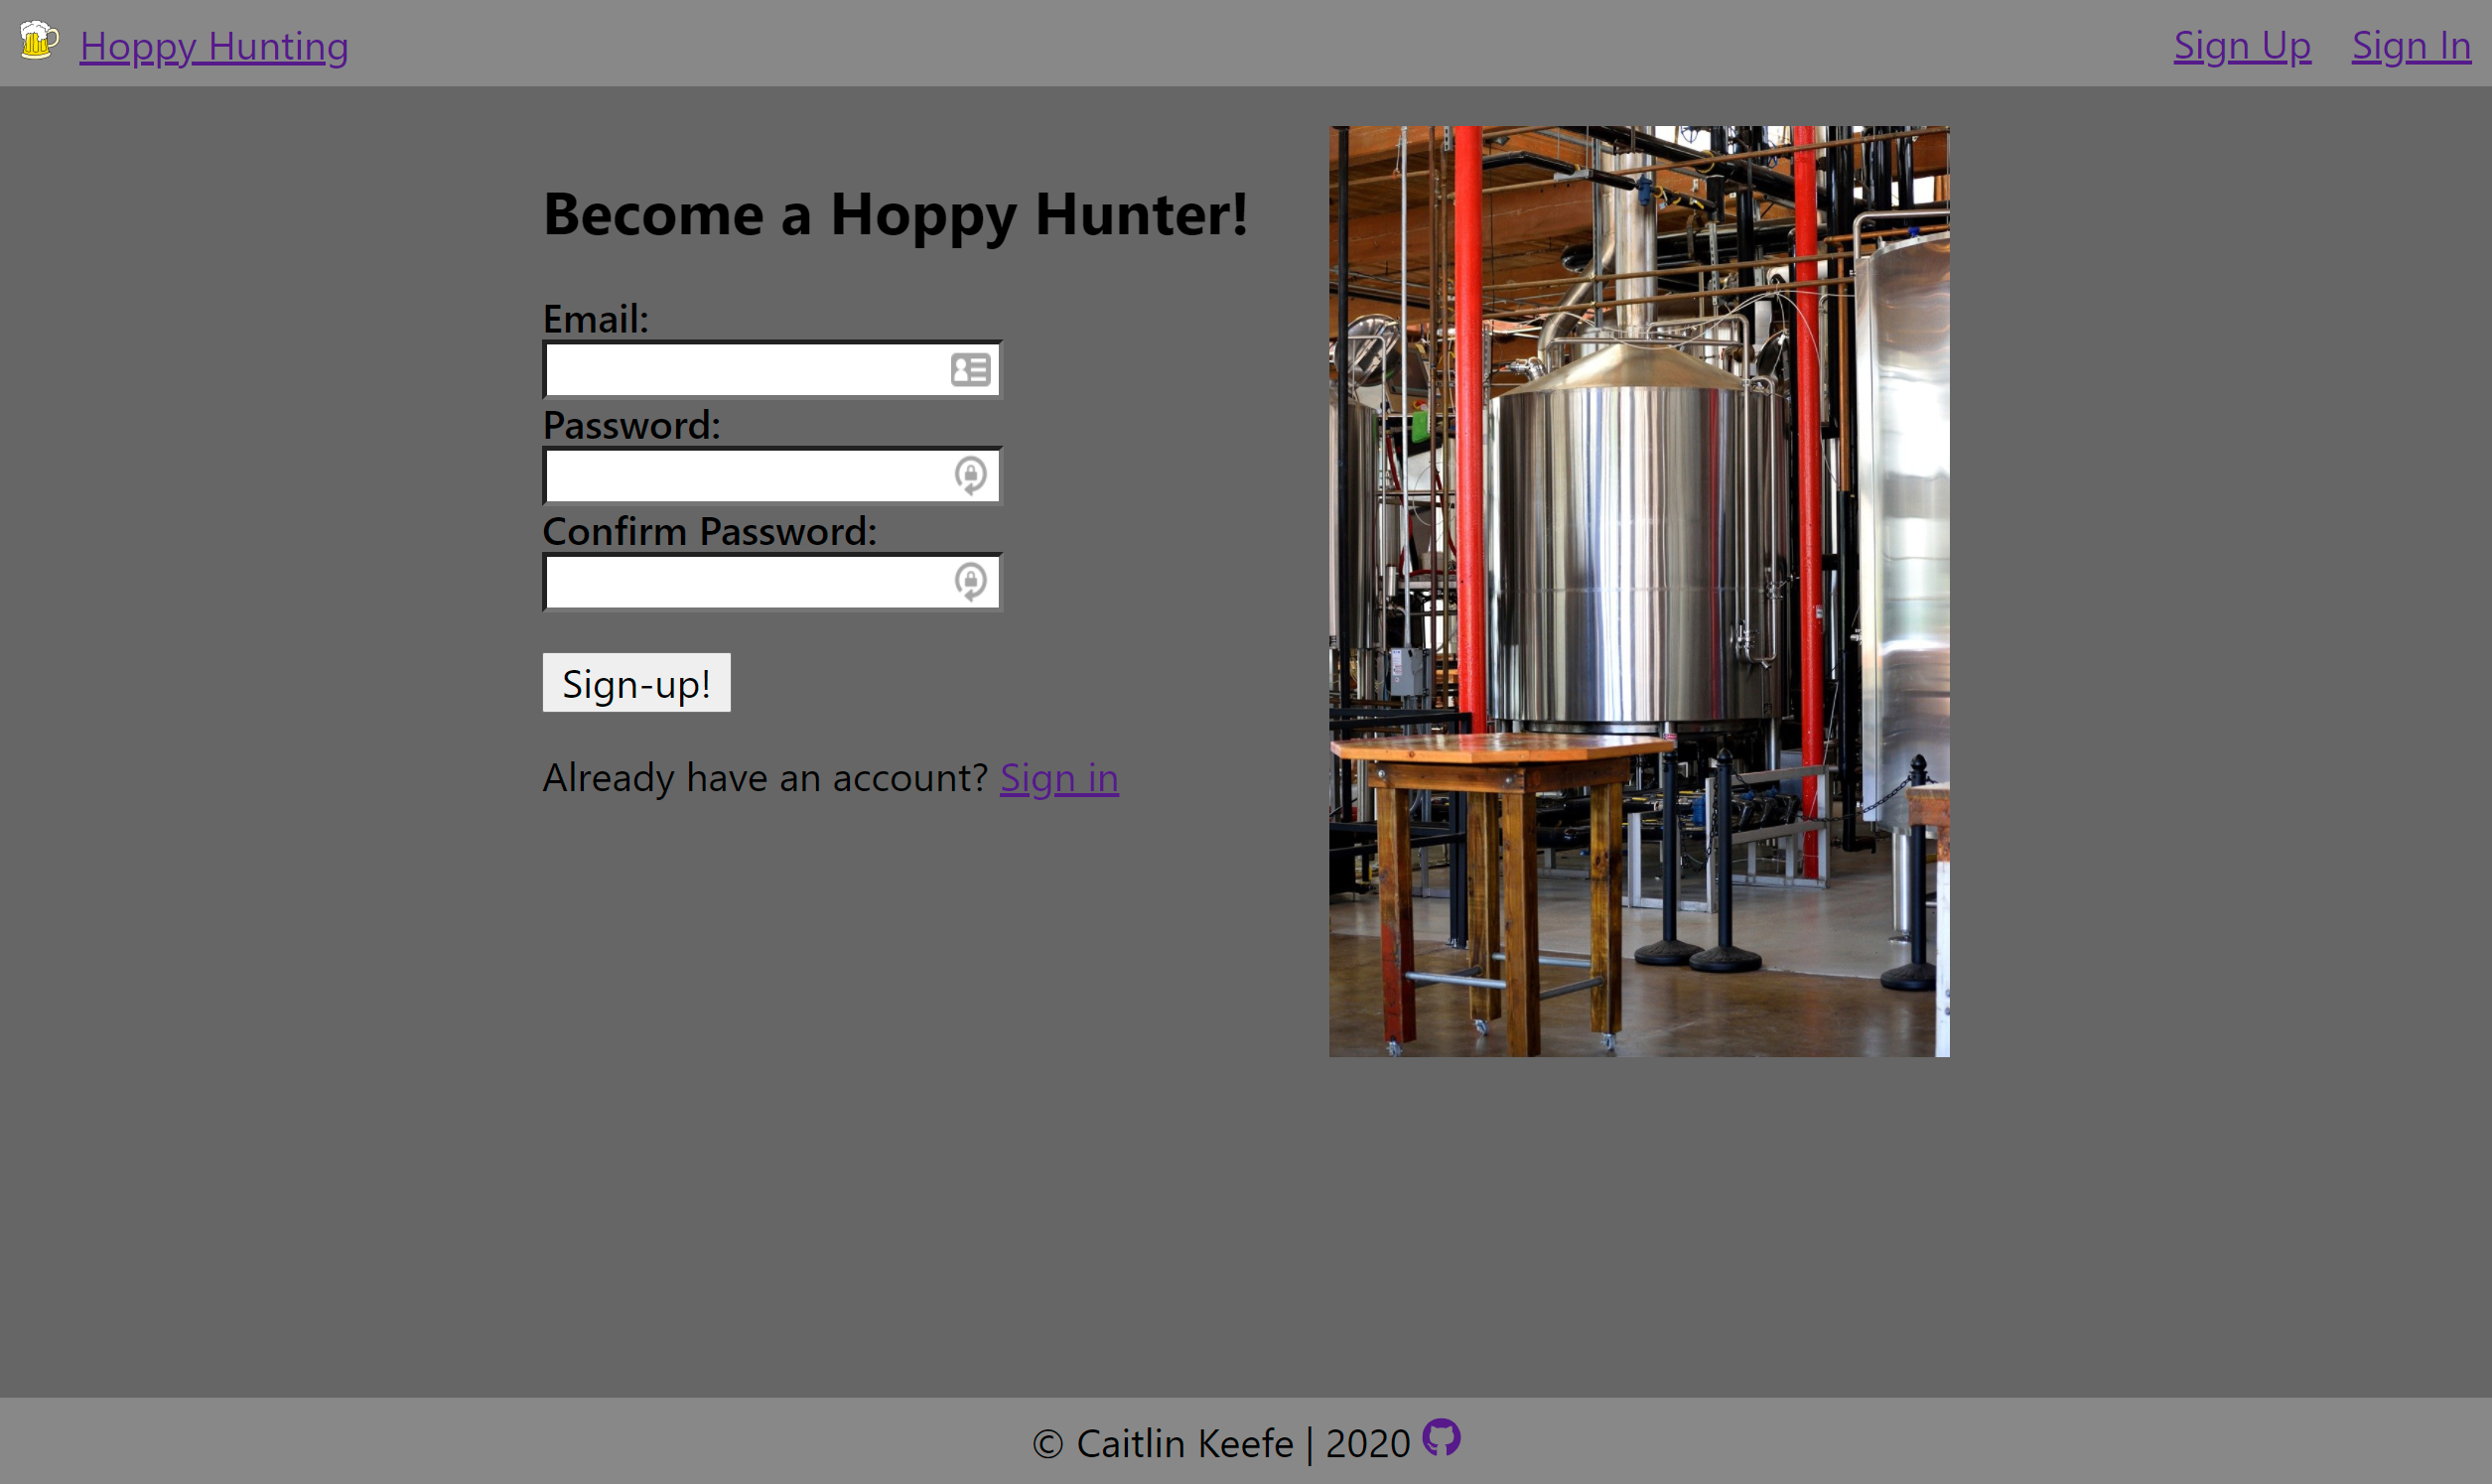 Hoppy Hunting
Sign Up
Sign In
Become a Hoppy Hunter!
Email:
Password:
Confirm Password:
Sign-up!
Already have an account? Sign in
© Caitlin Keefe | 2020